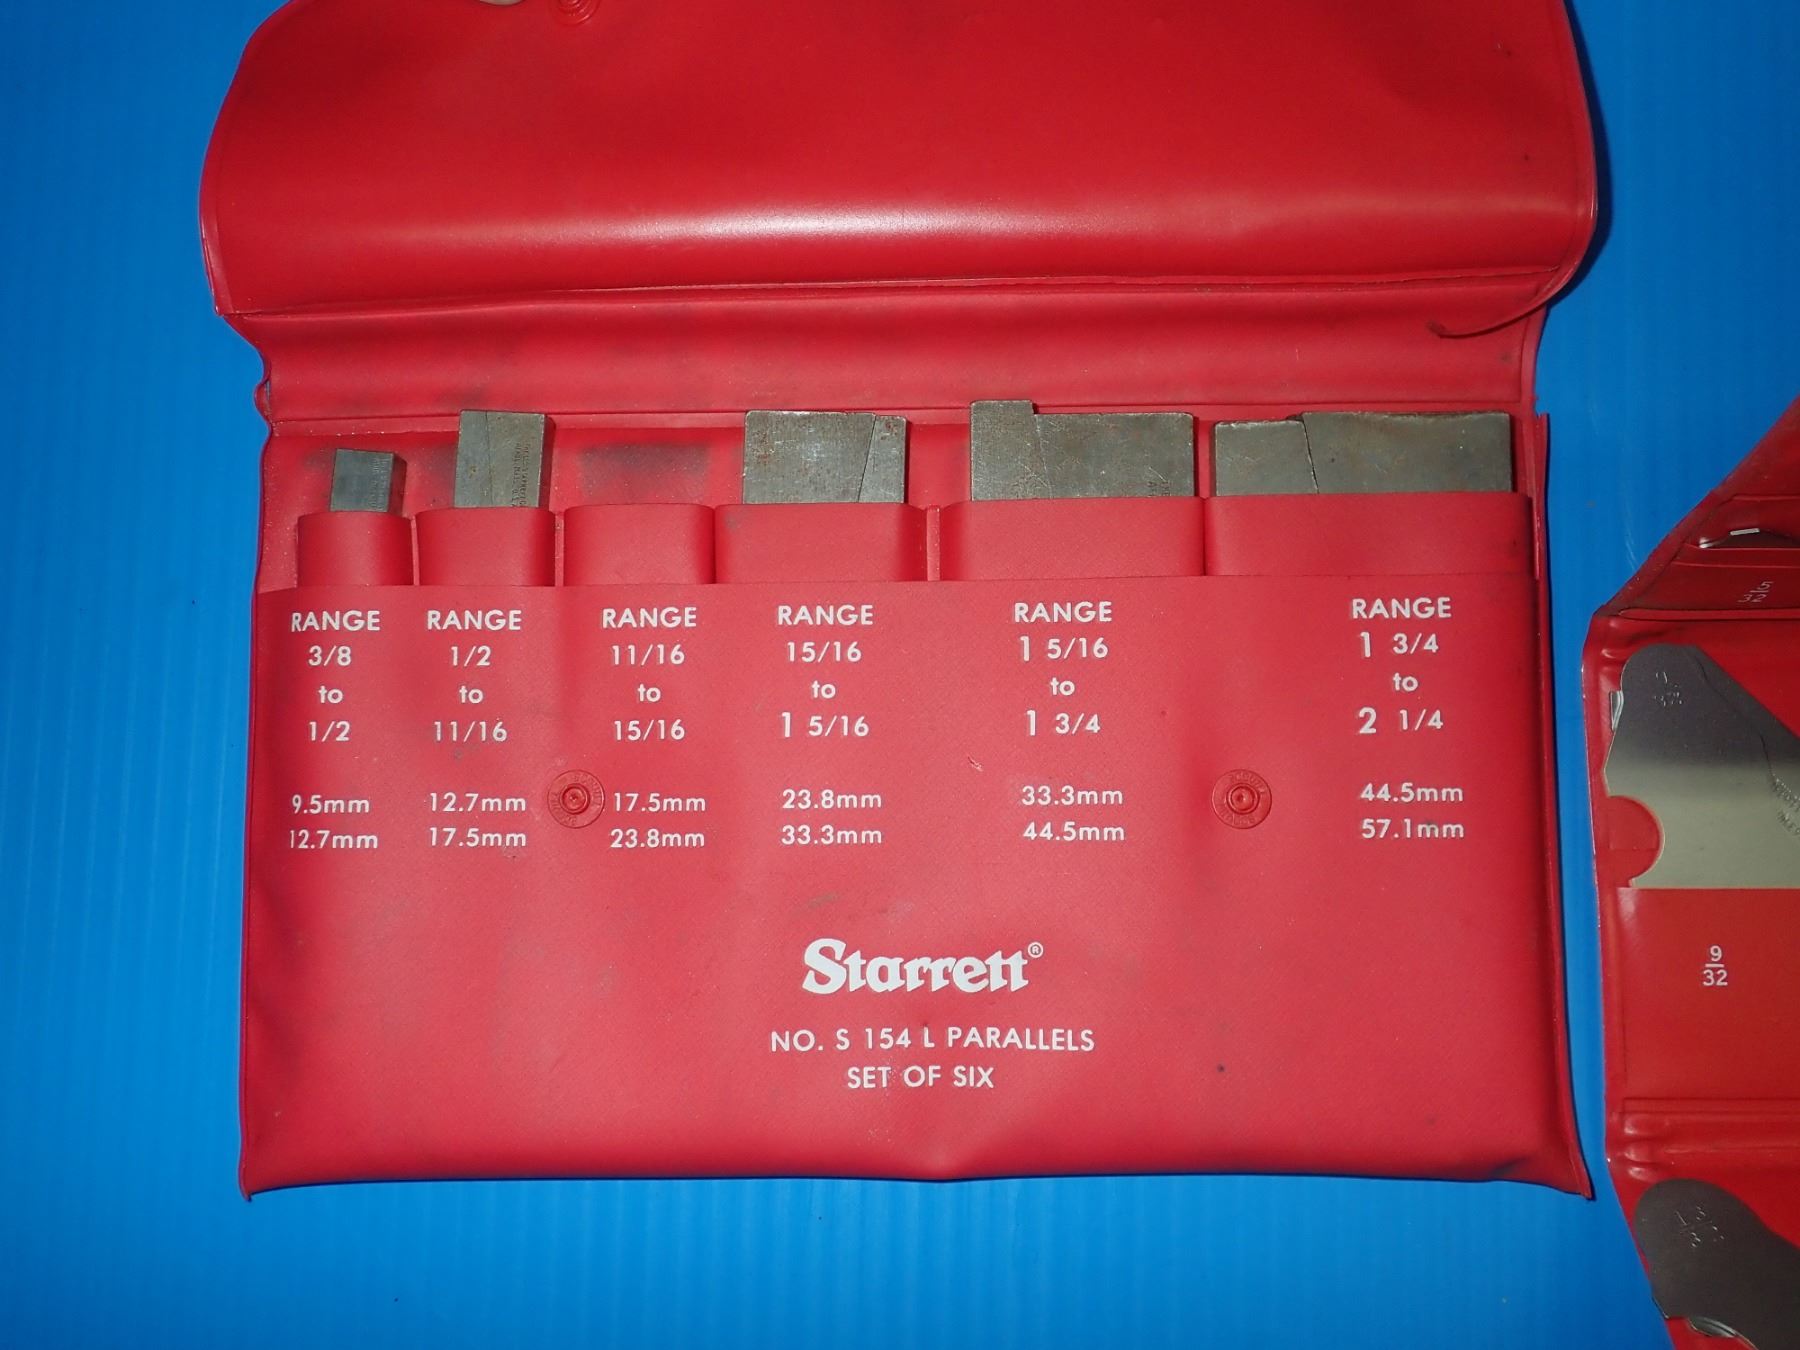 RANGE
3/8
to
1/2
9.5mm
12.7mm
RANGE
1/2
to
11/16
12.7mm
17.5mm
RANGE
11/16
to
15/16
17.5mm
23.8mm
RANGE
15/16
to
1 5/16
23.8mm
33.3mm
RANGE
1 5/16
to
1 3/4
33.3mm
44.5mm
RANGE
1 3/4
to
2 1/4
44.5mm
57.1mm
Starrett®
NO. S 154 L PARALLELS
SET OF SIX
9
32